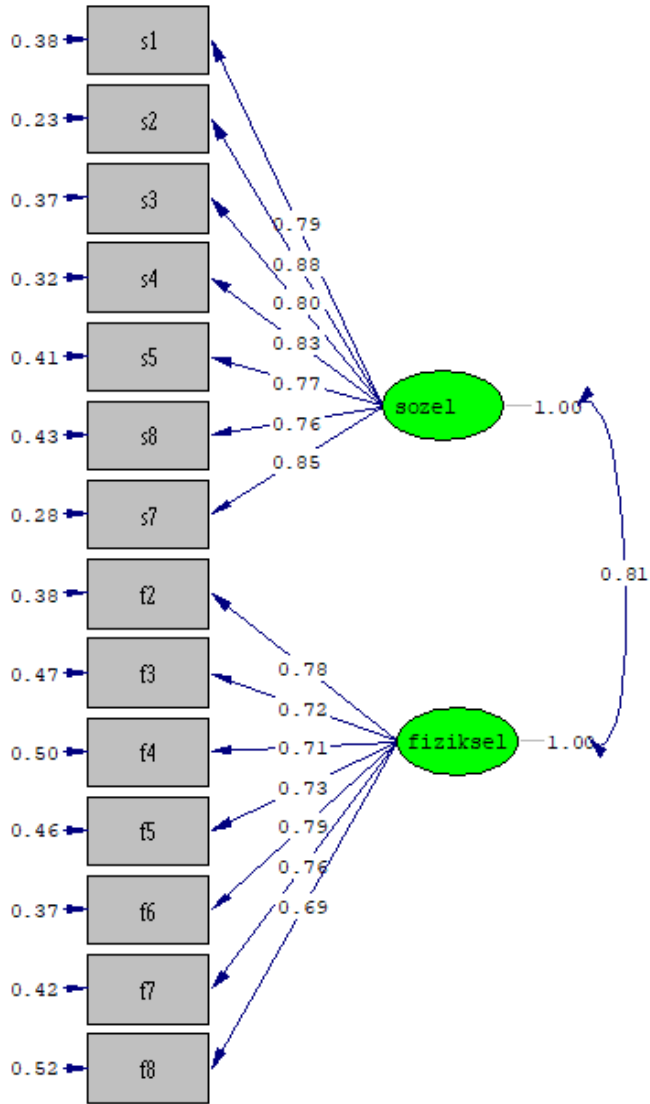 0.38 s1
0.23 s2
0.37 s3
0.32 s4
0.41 s5
0.43 s8
0.28 s7
0.38 f2
0.47 f3
0.50 f4
0.46 f5
0.37 f6
0.42 f7
0.52 f8
0.79
0.88
0.80
0.83
0.77
0.76
0.85
sozel 1.00
0.81
0.78
0.72
0.71
0.73
0.79
0.76
0.69
fiziksel 1.00